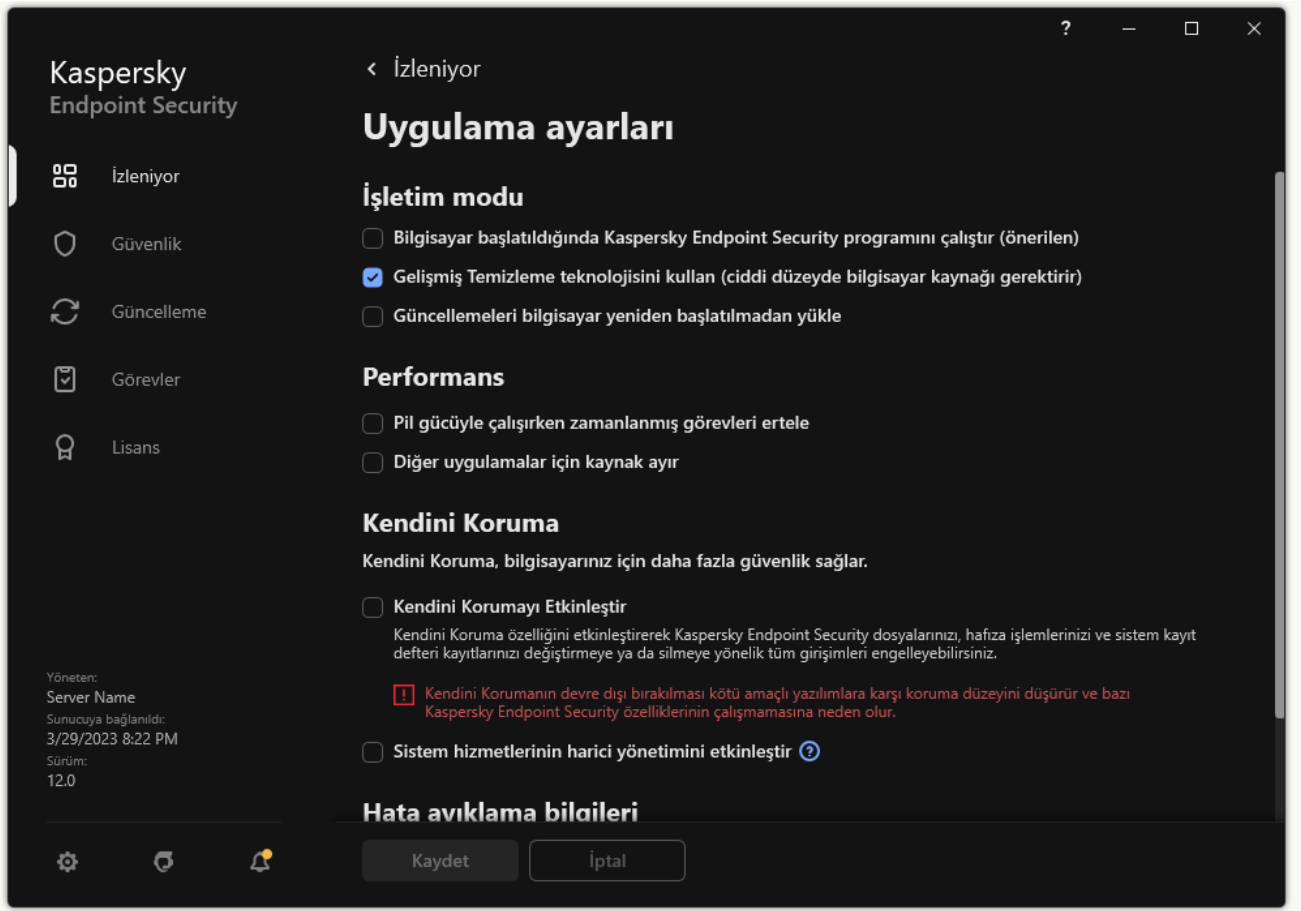 ?
Kaspersky
Endpoint Security
İzleniyor
Güvenlik
Güncelleme
Görevler
Lisans
Yöneten:
Server Name
Sunucuya bağlanıldı:
3/29/2023 8:22 PM
Sürüm:
12.0
İzleniyor
Uygulama ayarları
İşletim modu
Bilgisayar başlatıldığında Kaspersky Endpoint Security programını çalıştır (önerilen)
Gelişmiş Temizleme teknolojisini kullan (ciddi düzeyde bilgisayar kaynağı gerektirir)
Güncellemeleri bilgisayar yeniden başlatılmadan yükle
Performans
Pil gücüyle çalışırken zamanlanmış görevleri ertele
Diğer uygulamalar için kaynak ayır
Kendini Koruma
Kendini Koruma, bilgisayarınız için daha fazla güvenlik sağlar.
Kendini Korumayı Etkinleştir
Kendini Koruma özelliğini etkinleştirerek Kaspersky Endpoint Security dosyalarınızı, hafıza işlemlerinizi ve sistem kayıt
defteri kayıtlarınızı değiştirmeye ya da silmeye yönelik tüm girişimleri engelleyebilirsiniz.
Kendini Korumanın devre dışı bırakılması kötü amaçlı yazılımlara karşı koruma düzeyini düşürür ve bazı
Kaspersky Endpoint Security özelliklerinin çalışmamasına neden olur.
Sistem hizmetlerinin harici yönetimini etkinleştir ?
Hata ayıklama bilgileri
Kaydet
İptal